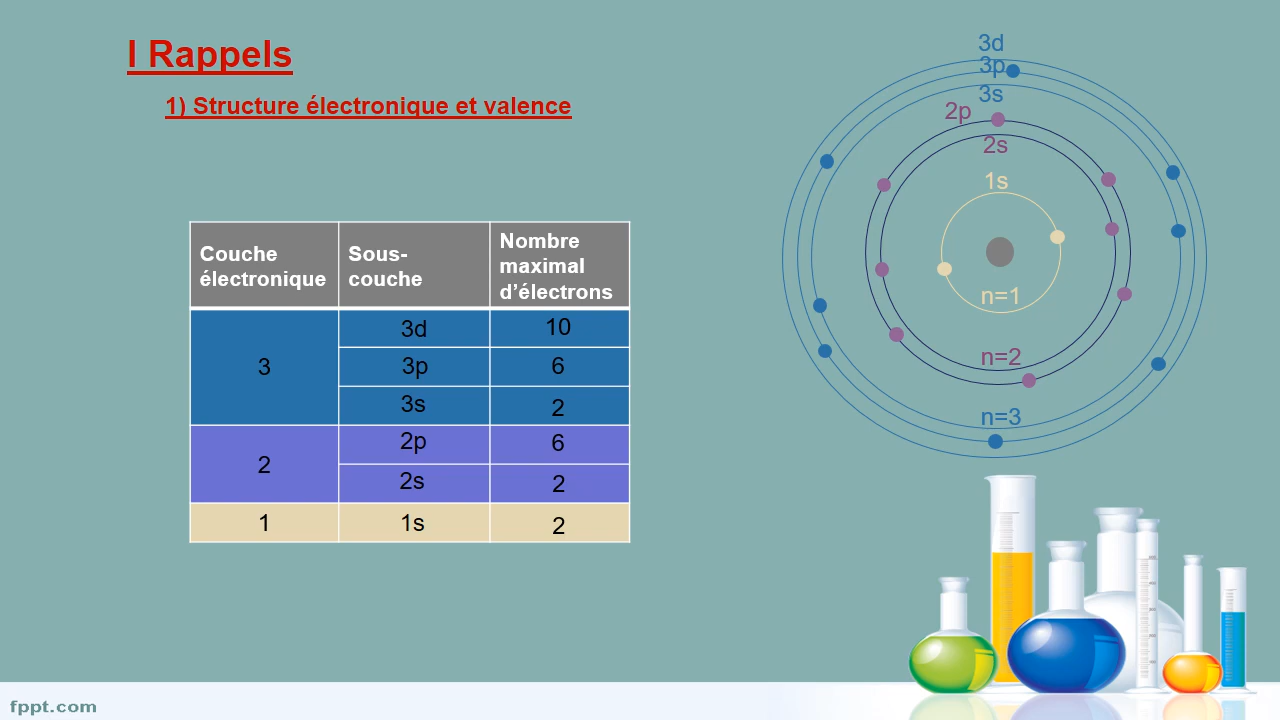 I Rappels
1) Structure électronique et valence
Couche
électronique
Sous-
couche
Nombre
maximal
d’électrons
3
3d
10
3p
6
3s
2
2
2p
6
2s
2
1
1s
2
3d
3p
3s
2p
2s
1s
n=1
n=2
n=3
fppt.com